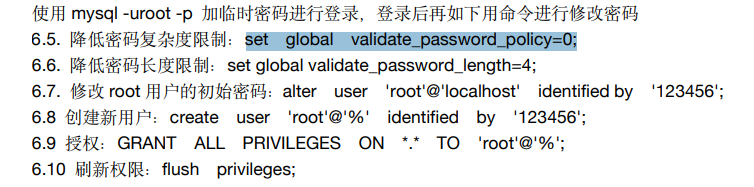 使用 mysql -uroot -p 加临时密码进行登录，登录后再如下用命令进行修改密码
6.5. 降低密码复杂度限制：set global validate_password_policy=0;
6.6. 降低密码长度限制：set global validate_password_length=4;
6.7. 修改 root 用户的初始密码：alter user 'root'@'localhost' identified by '123456';
6.8 创建新用户：create user 'root'@'%' identified by '123456';
6.9 授权：GRANT ALL PRIVILEGES ON *.* TO 'root'@'%';
6.10 刷新权限：flush privileges;